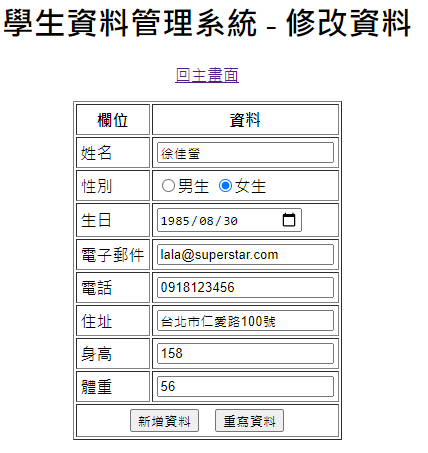 學生資料管理系統 - 修改資料
回主畫面
欄位 資料
姓名 徐佳瑩
性別 男生 女生
生日 1985/08/30
電子郵件 lala@superstar.com
電話 0918123456
住址 台北市仁愛路100號
身高 158
體重 56
新增資料 重寫資料